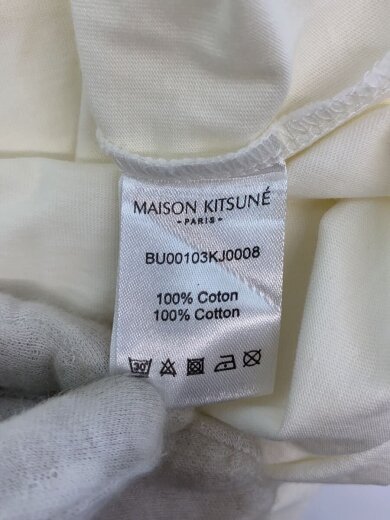 MAISON KITSUNÉ
- PARIS -
BU00103KJ0008
100% Coton
100% Cotton
30°